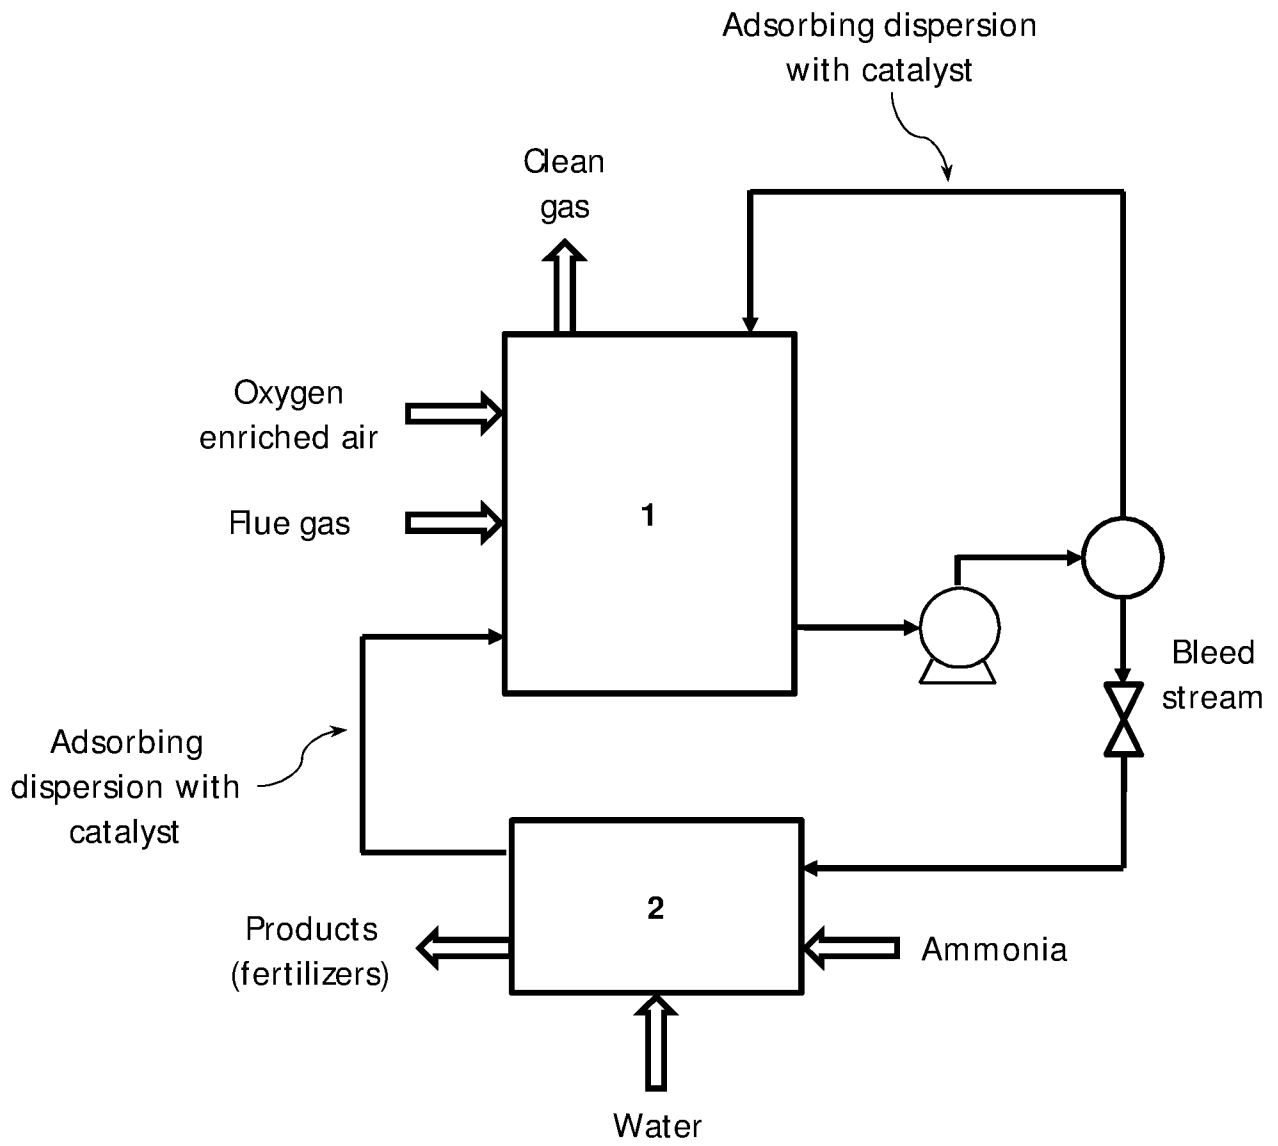 Adsorbing dispersion
with catalyst
Clean
gas
Oxygen
enriched air
Flue gas
1
Bleed
stream
Adsorbing
dispersion with
catalyst
2
Products
(fertilizers)
Ammonia
Water